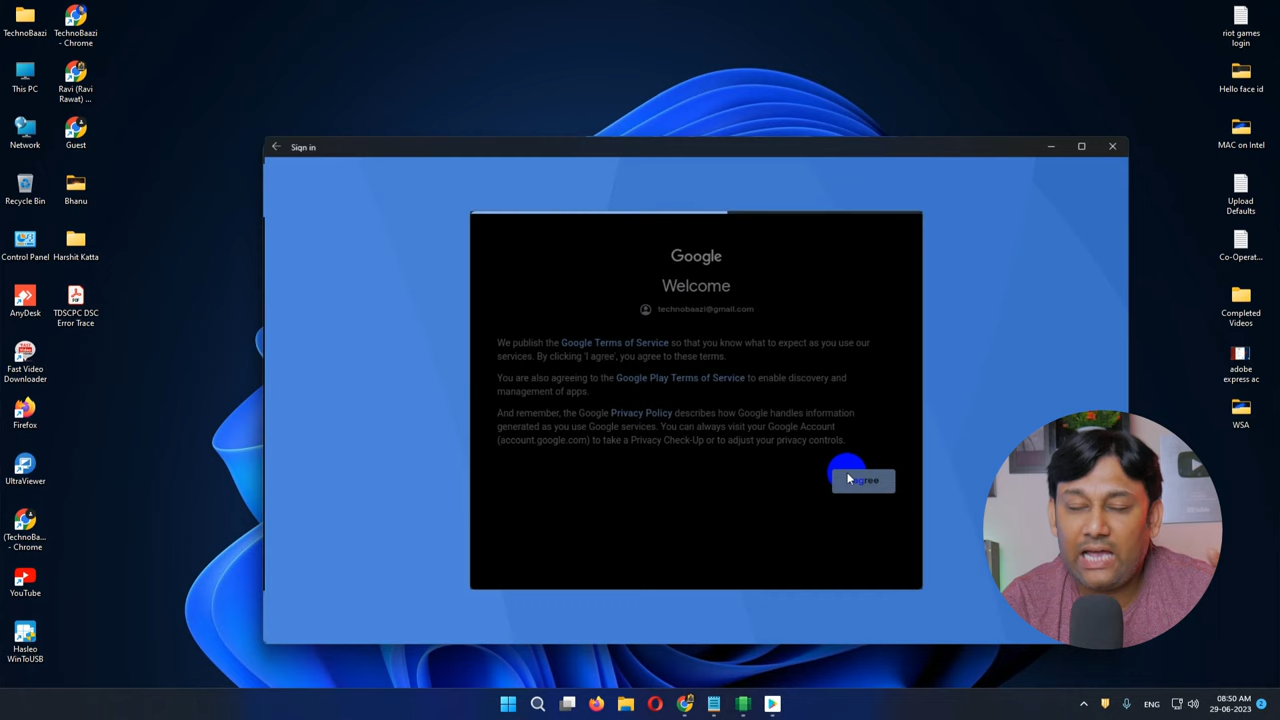 TechnoBaazi
TechnoBaazi
- Chrome
This PC
Ravi (Ravi
Rawat) ...
Network
Guest
Recycle Bin
Bhanu
Control Panel
Harshit Katta
AnyDesk
TDSCPC DSC
Error Trace
Fast Video
Downloader
Firefox
UltraViewer
(TechnoBa...
- Chrome
YouTube
Hasleo
WinToUSB
Sign in
Google
Welcome
technobaazi@gmail.com
We publish the Google Terms of Service so that you know what to expect as you use our
services. By clicking 'I agree', you agree to these terms.
You are also agreeing to the Google Play Terms of Service to enable discovery and
management of apps.
And remember, the Google Privacy Policy describes how Google handles information
generated as you use Google services. You can always visit your Google Account
(account.google.com) to take a Privacy Check-Up or to adjust your privacy controls.
agree
riot games
login
Hello face id
MAC on Intel
Upload
Defaults
Co-Operat...
Completed
Videos
adobe
express ac
WSA
ENG
08:50 AM
29-06-2023
2